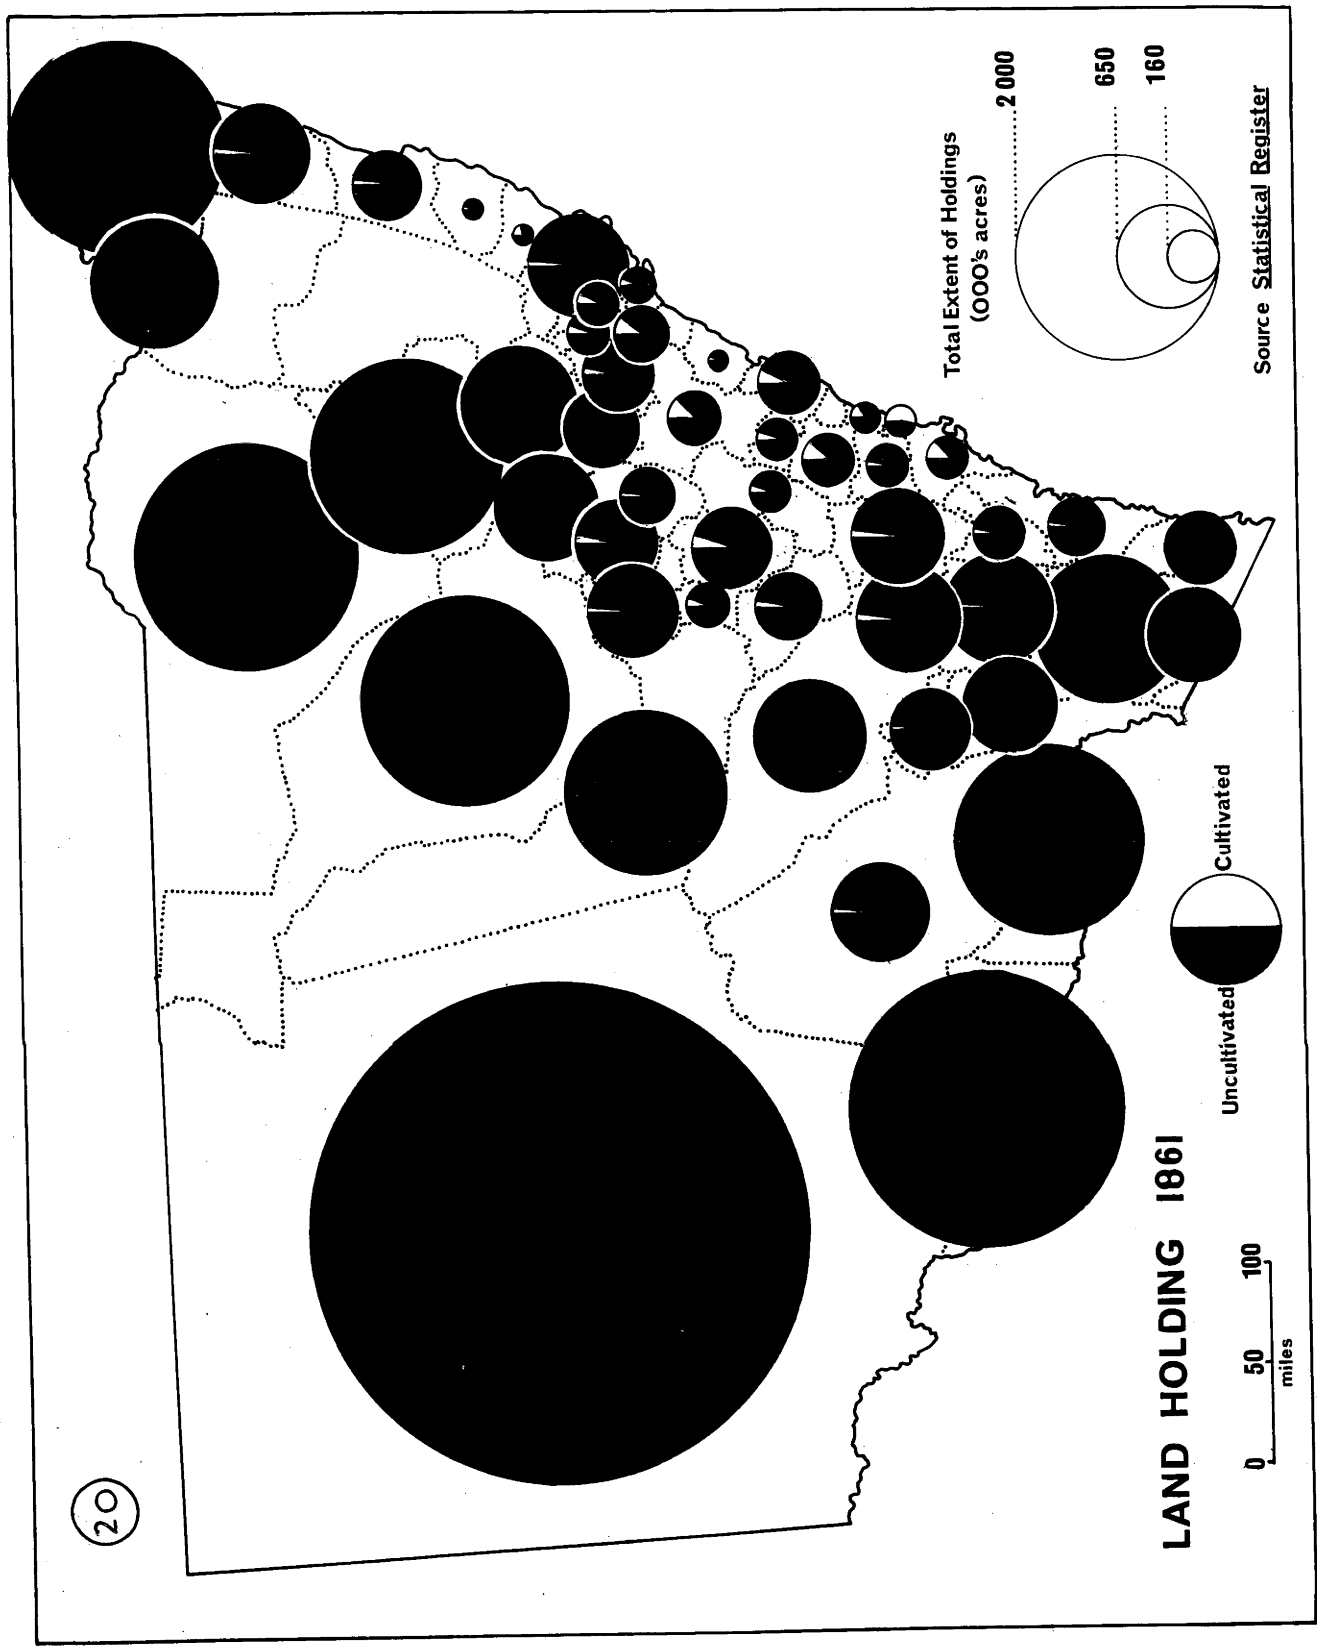 20
Total Extent of Holdings
(000's acres)
2 000
650
160
Source Statistical Register
LAND HOLDING 1861
0 50 100
miles
Uncultivated
Cultivated